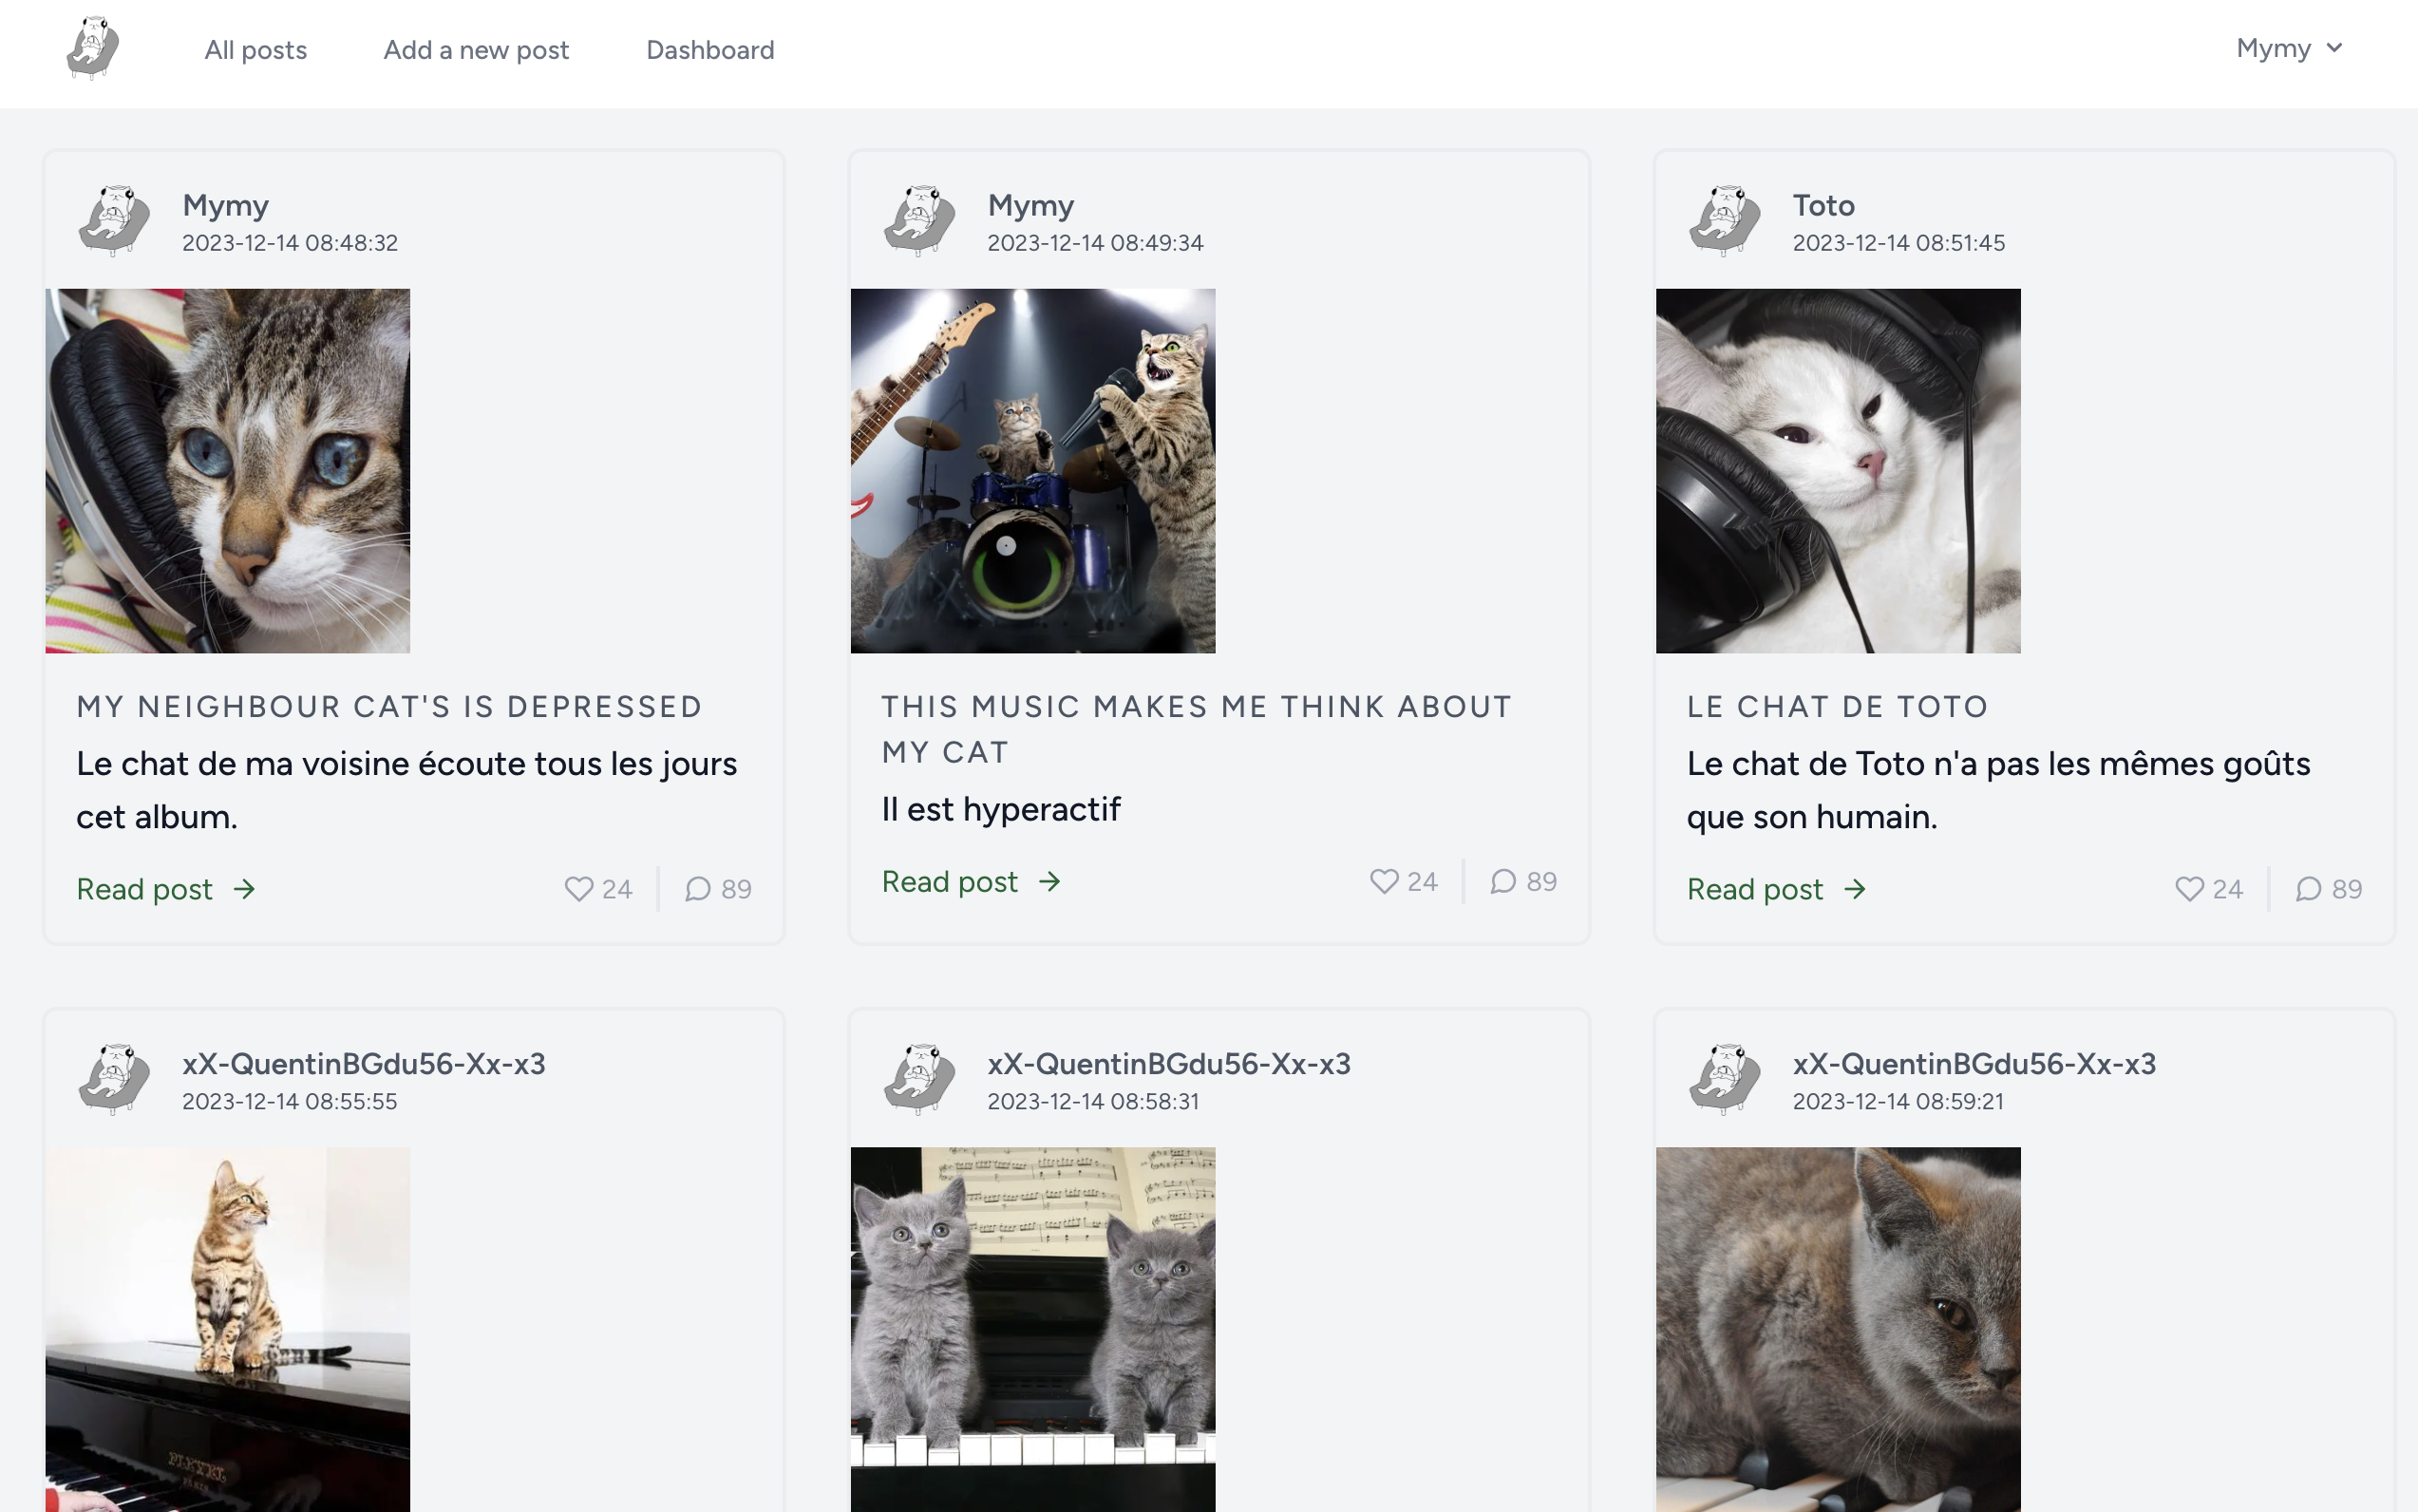 All posts
Add a new post
Dashboard
Mymy
Mymy
2023-12-14 08:48:32
MY NEIGHBOUR CAT'S IS DEPRESSED
Le chat de ma voisine écoute tous les jours
cet album.
Read post →
24
89
Mymy
2023-12-14 08:49:34
THIS MUSIC MAKES ME THINK ABOUT
MY CAT
Il est hyperactif
Read post →
24
89
Toto
2023-12-14 08:51:45
LE CHAT DE TOTO
Le chat de Toto n'a pas les mêmes goûts
que son humain.
Read post →
24
89
xX-QuentinBGdu56-Xx-x3
2023-12-14 08:55:55
PLEYEL
PARIS
xX-QuentinBGdu56-Xx-x3
2023-12-14 08:58:31
xX-QuentinBGdu56-Xx-x3
2023-12-14 08:59:21